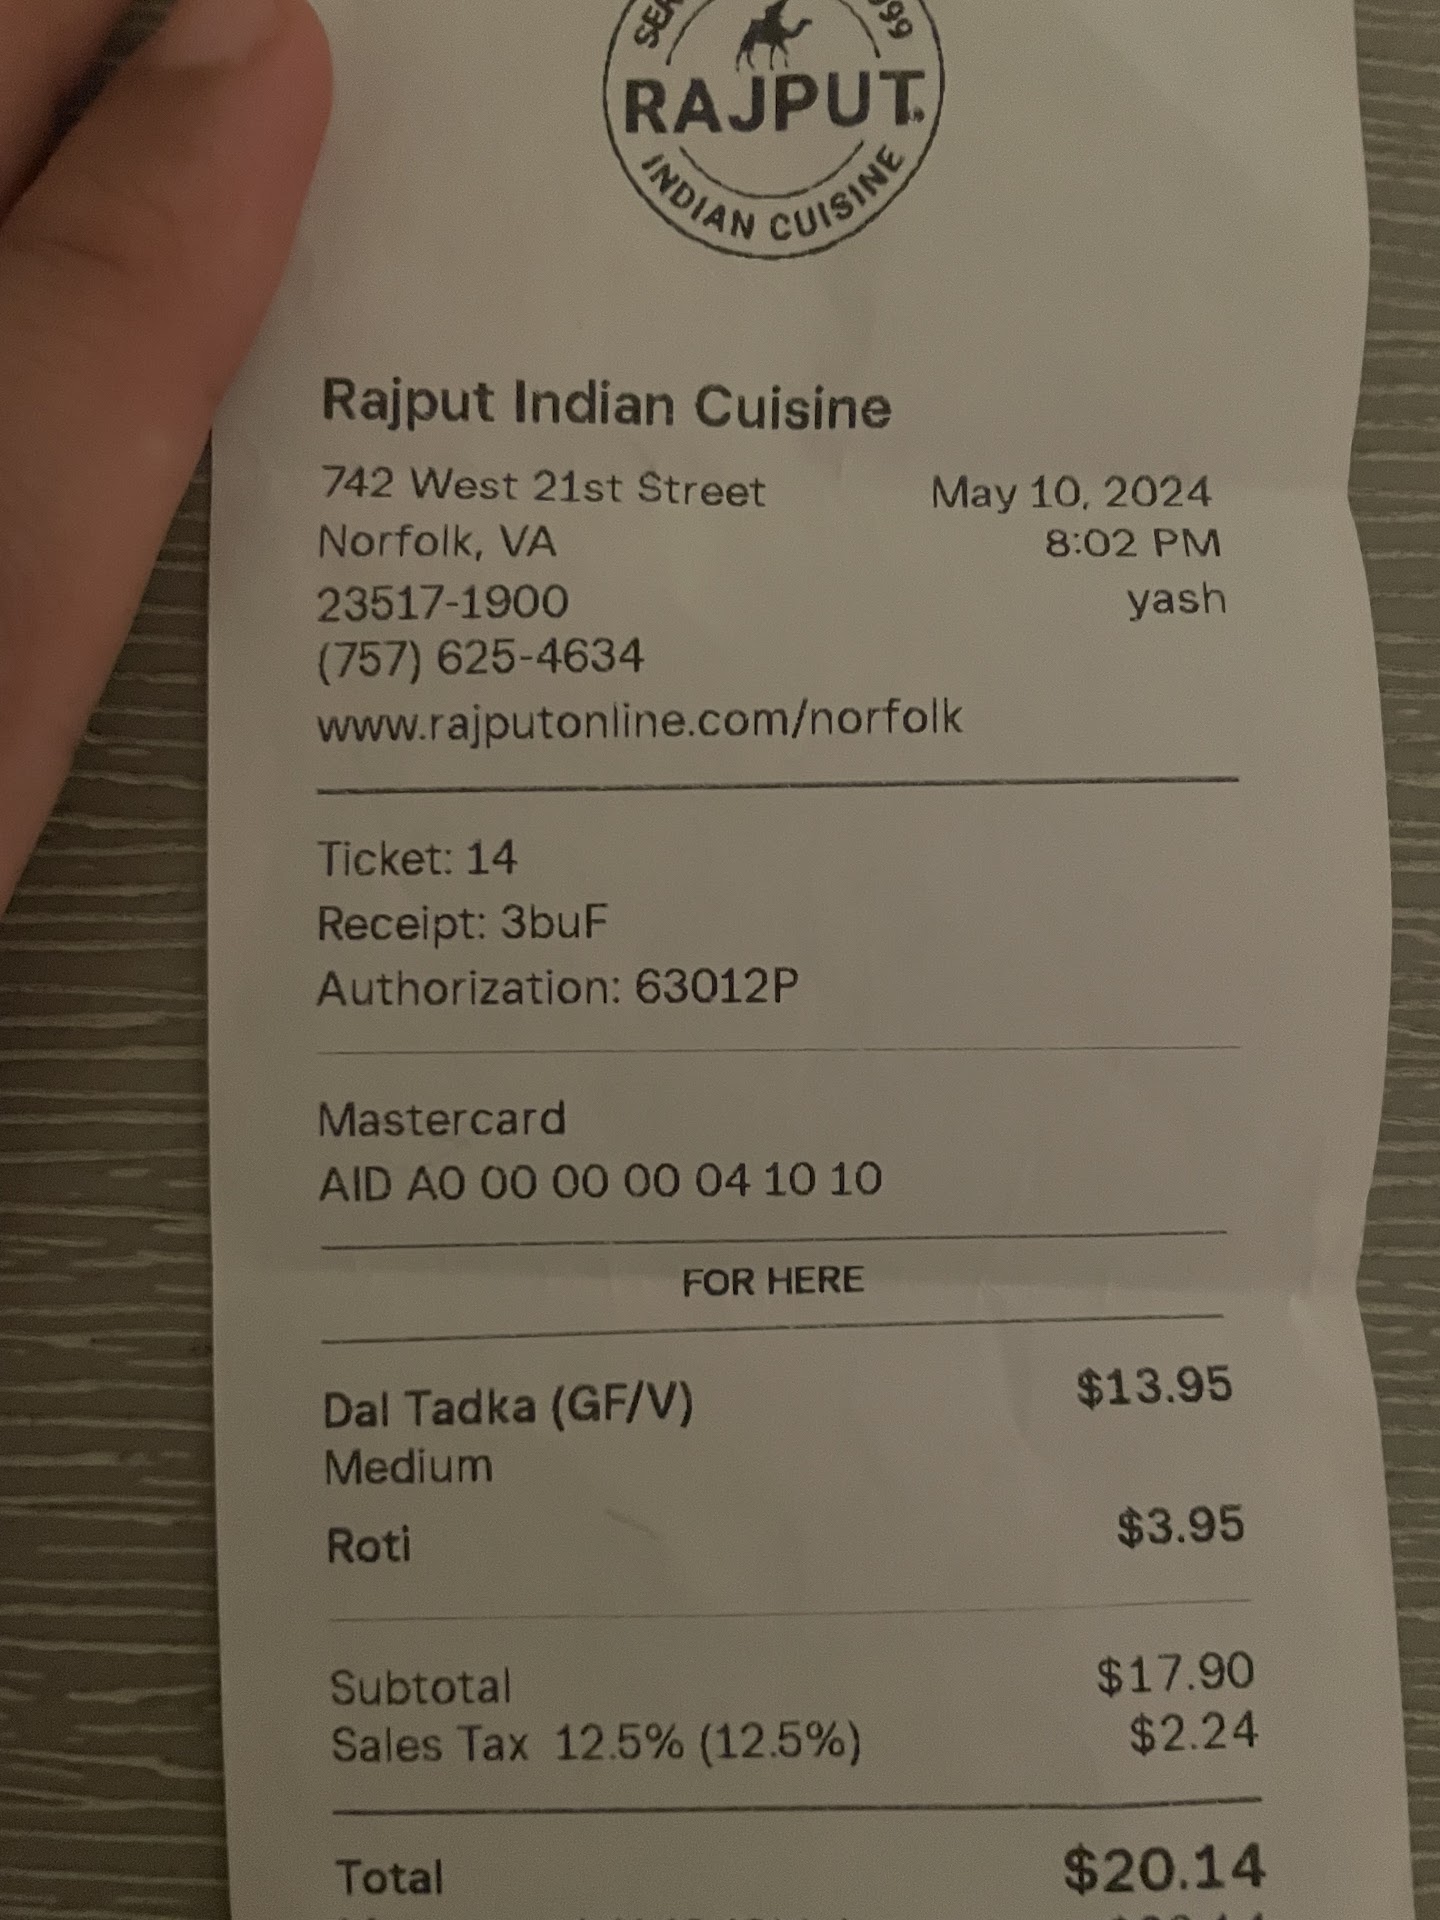 RAJPUT
INDIAN CUISINE
Rajput Indian Cuisine
742 West 21st Street May 10, 2024
Norfolk, VA 8:02 PM
23517-1900 yash
(757) 625-4634
www.rajputonline.com/norfolk
Ticket: 14
Receipt: 3buF
Authorization: 63012P
Mastercard
AID A0 00 00 00 04 10 10
FOR HERE
Dal Tadka (GF/V) $13.95
Medium
Roti $3.95
Subtotal $17.90
Sales Tax 12.5% (12.5%) $2.24
Total $20.14